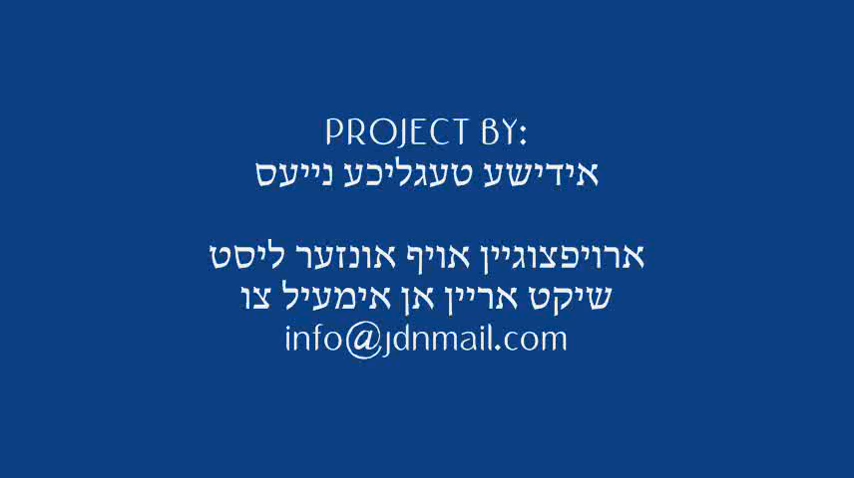 PROJECT BY:
אידישע טעגליכע נייעס
ארויפצוגיין אויף אונזער ליסט
שיקט אריין אן אימעיל צו
info@jdnmail.com